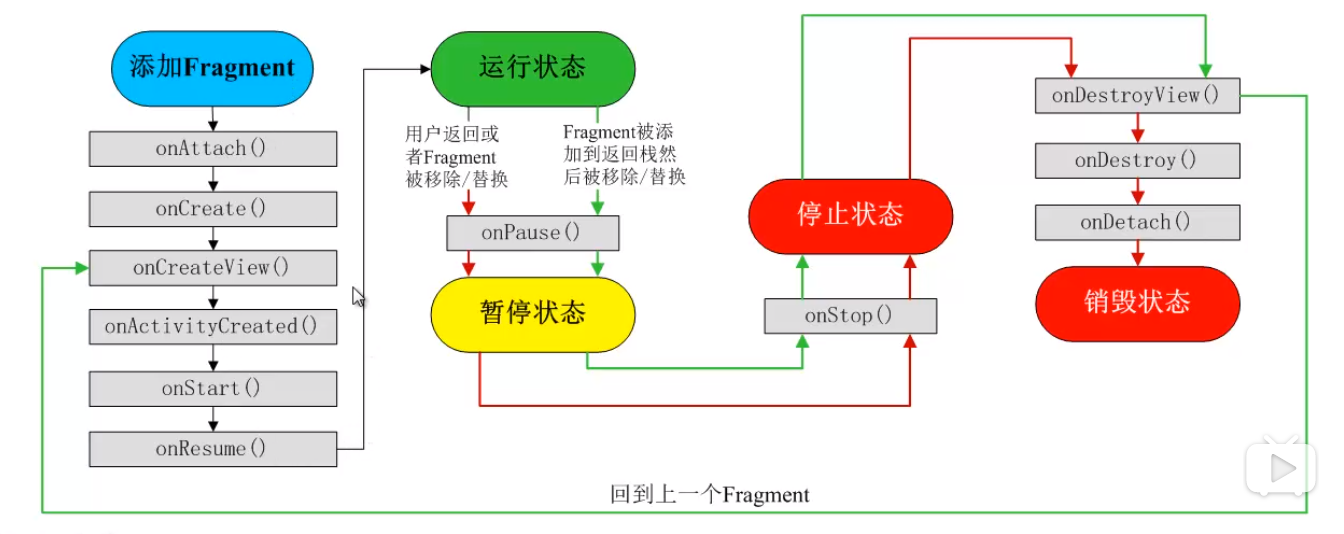 添加Fragment
onAttach()
onCreate()
onCreateView()
onActivityCreated()
onStart()
onResume()
运行状态
用户返回或
者Fragment
被移除/替换
Fragment被添
加到返回栈然
后被移除/替换
onPause()
暂停状态
停止状态
onStop()
onDestroyView()
onDestroy()
onDetach()
销毁状态
回到上一个Fragment